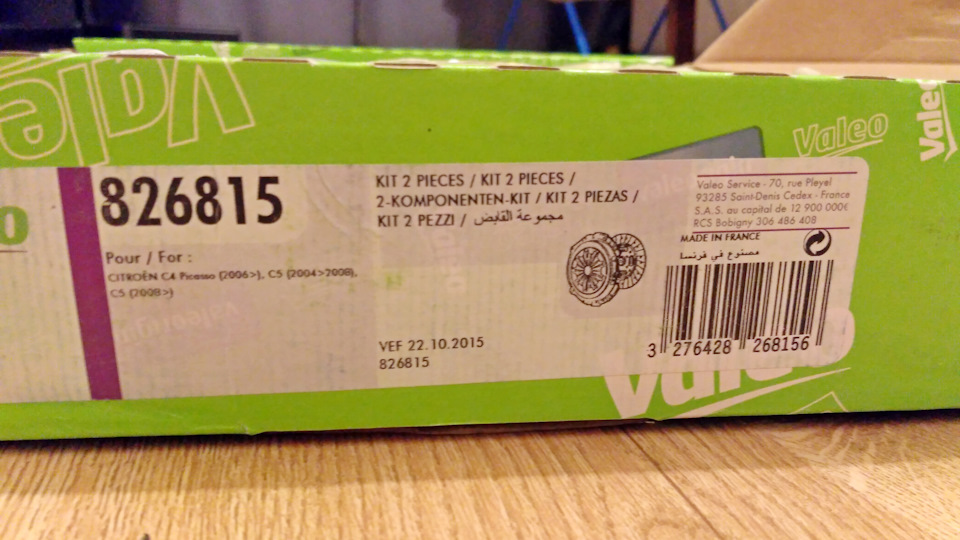 Valeo
Valeo
Valeo
826815
Pour / For :
CITROËN C4 Picasso (2006>), C5 (2004>2008),
C5 (2008>)
KIT 2 PIECES / KIT 2 PIECES /
2-KOMPONENTEN-KIT / KIT 2 PIEZAS /
KIT 2 PEZZI / مجموعة القابض
VEF 22.10.2015
826815
Valeo Service - 70, rue Pleyel
93285 Saint-Denis Cedex - France
S.A.S. au capital de 12 900 000€
RCS Bobigny 306 486 408
MADE IN FRANCE
مصنوع في فرنسا
3 276428 268156
Valeo